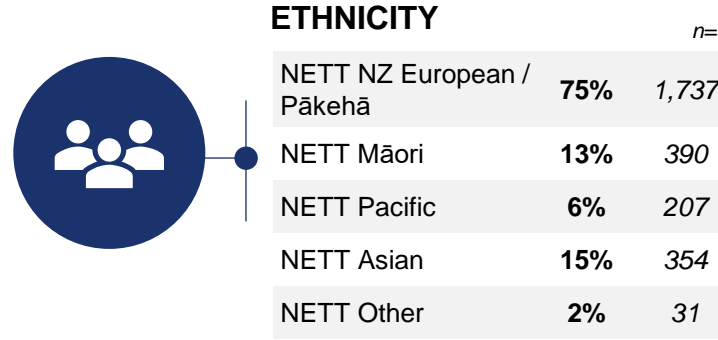 ETHNICITY
n=
NETT NZ European / Pākehā 75% 1,737
NETT Māori 13% 390
NETT Pacific 6% 207
NETT Asian 15% 354
NETT Other 2% 31